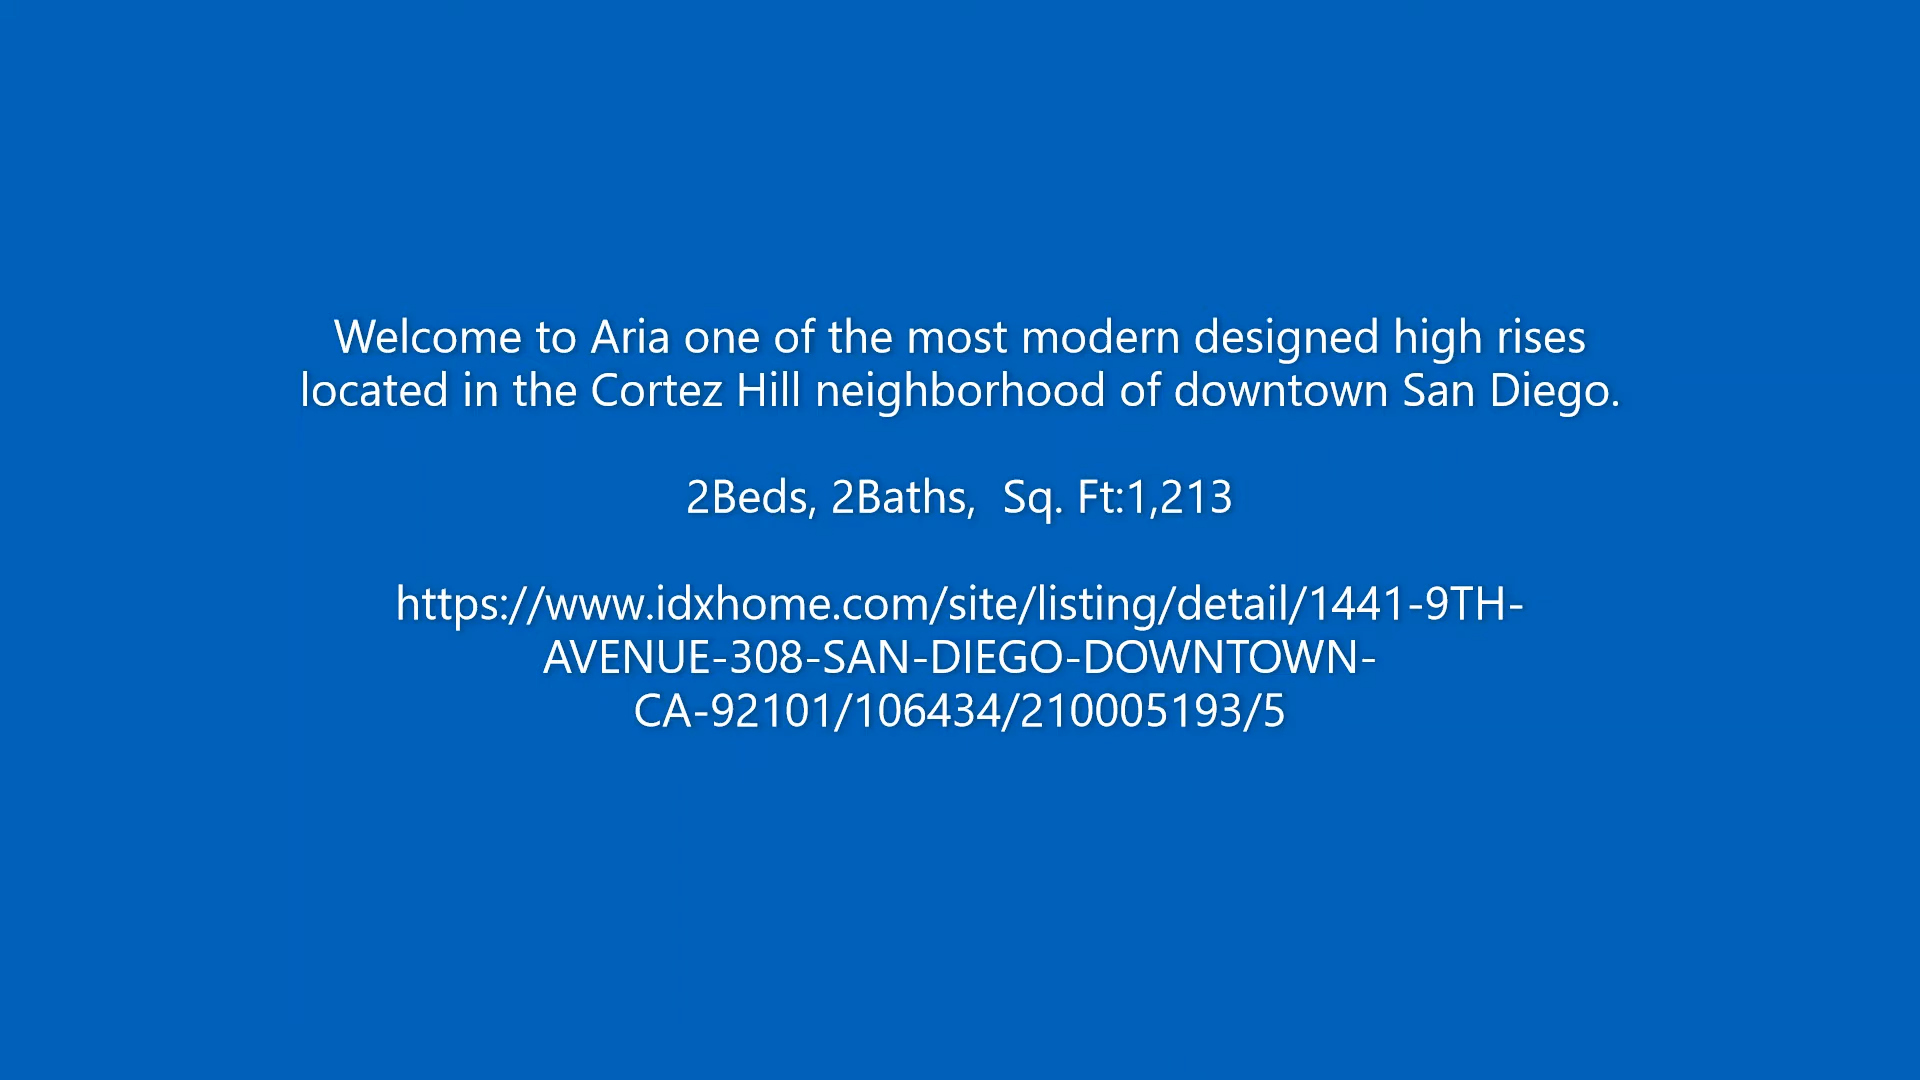 Welcome to Aria one of the most modern designed high rises
located in the Cortez Hill neighborhood of downtown San Diego.
2Beds, 2Baths,  Sq. Ft:1,213
https://www.idxhome.com/site/listing/detail/1441-9TH-
AVENUE-308-SAN-DIEGO-DOWNTOWN-
CA-92101/106434/210005193/5